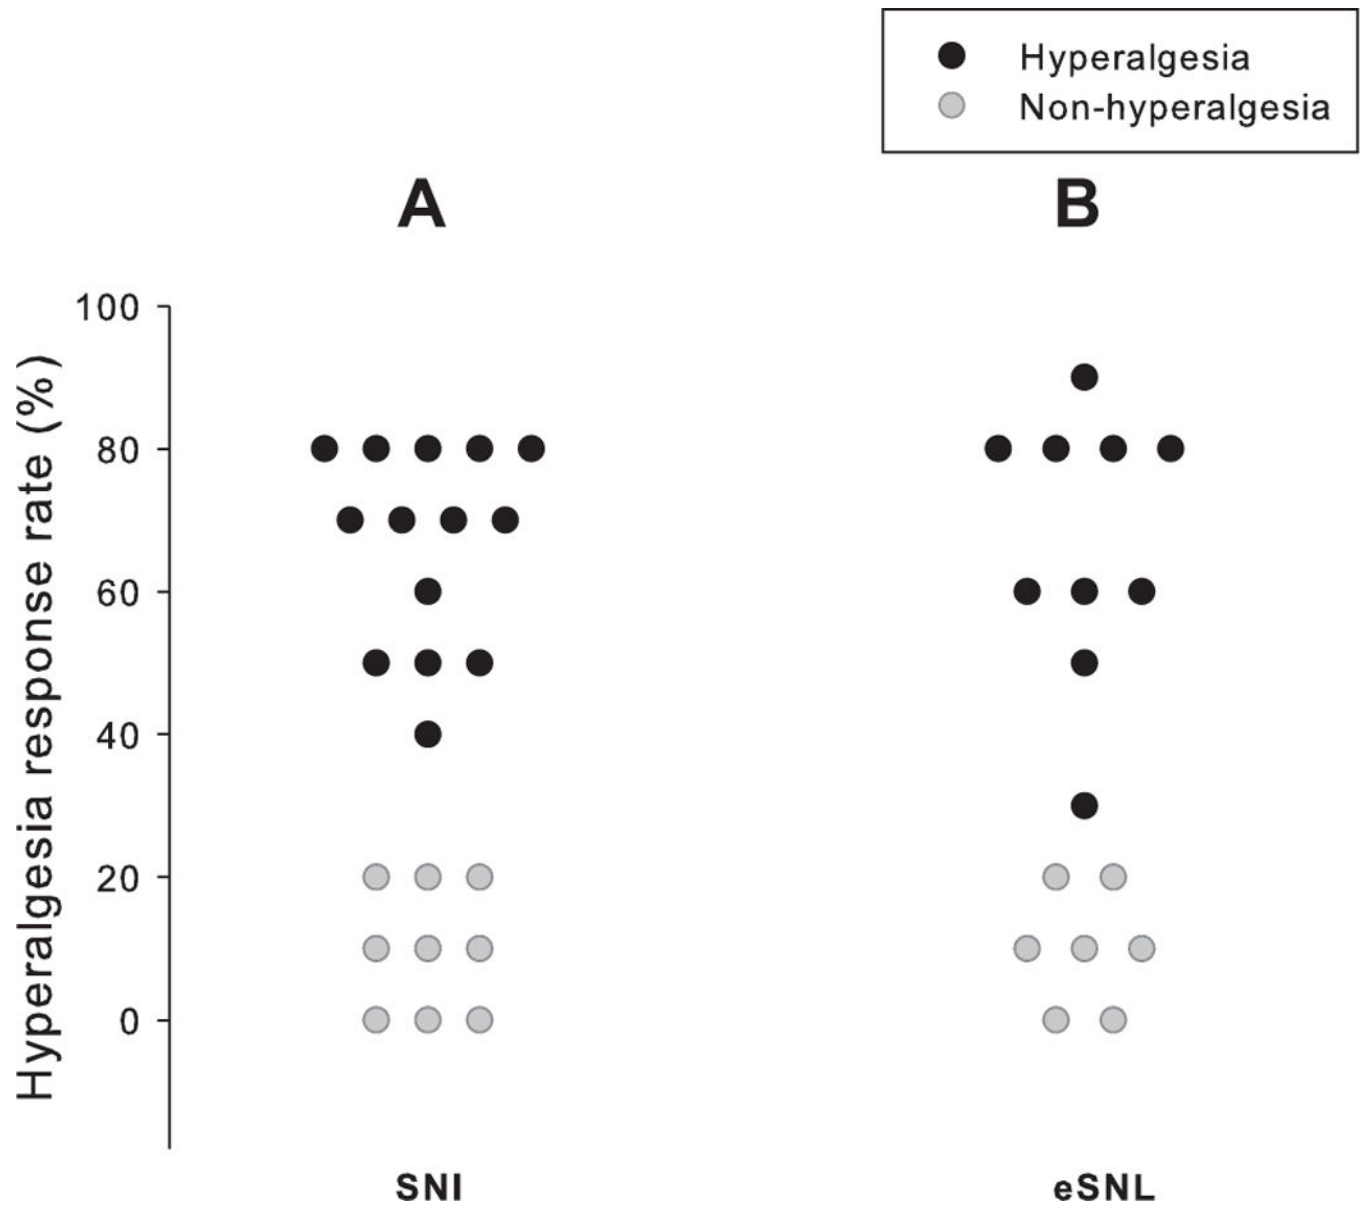 Hyperalgesia
Non-hyperalgesia
A
B
Hyperalgesia response rate (%)
100
80
60
40
20
0
SNI
eSNL